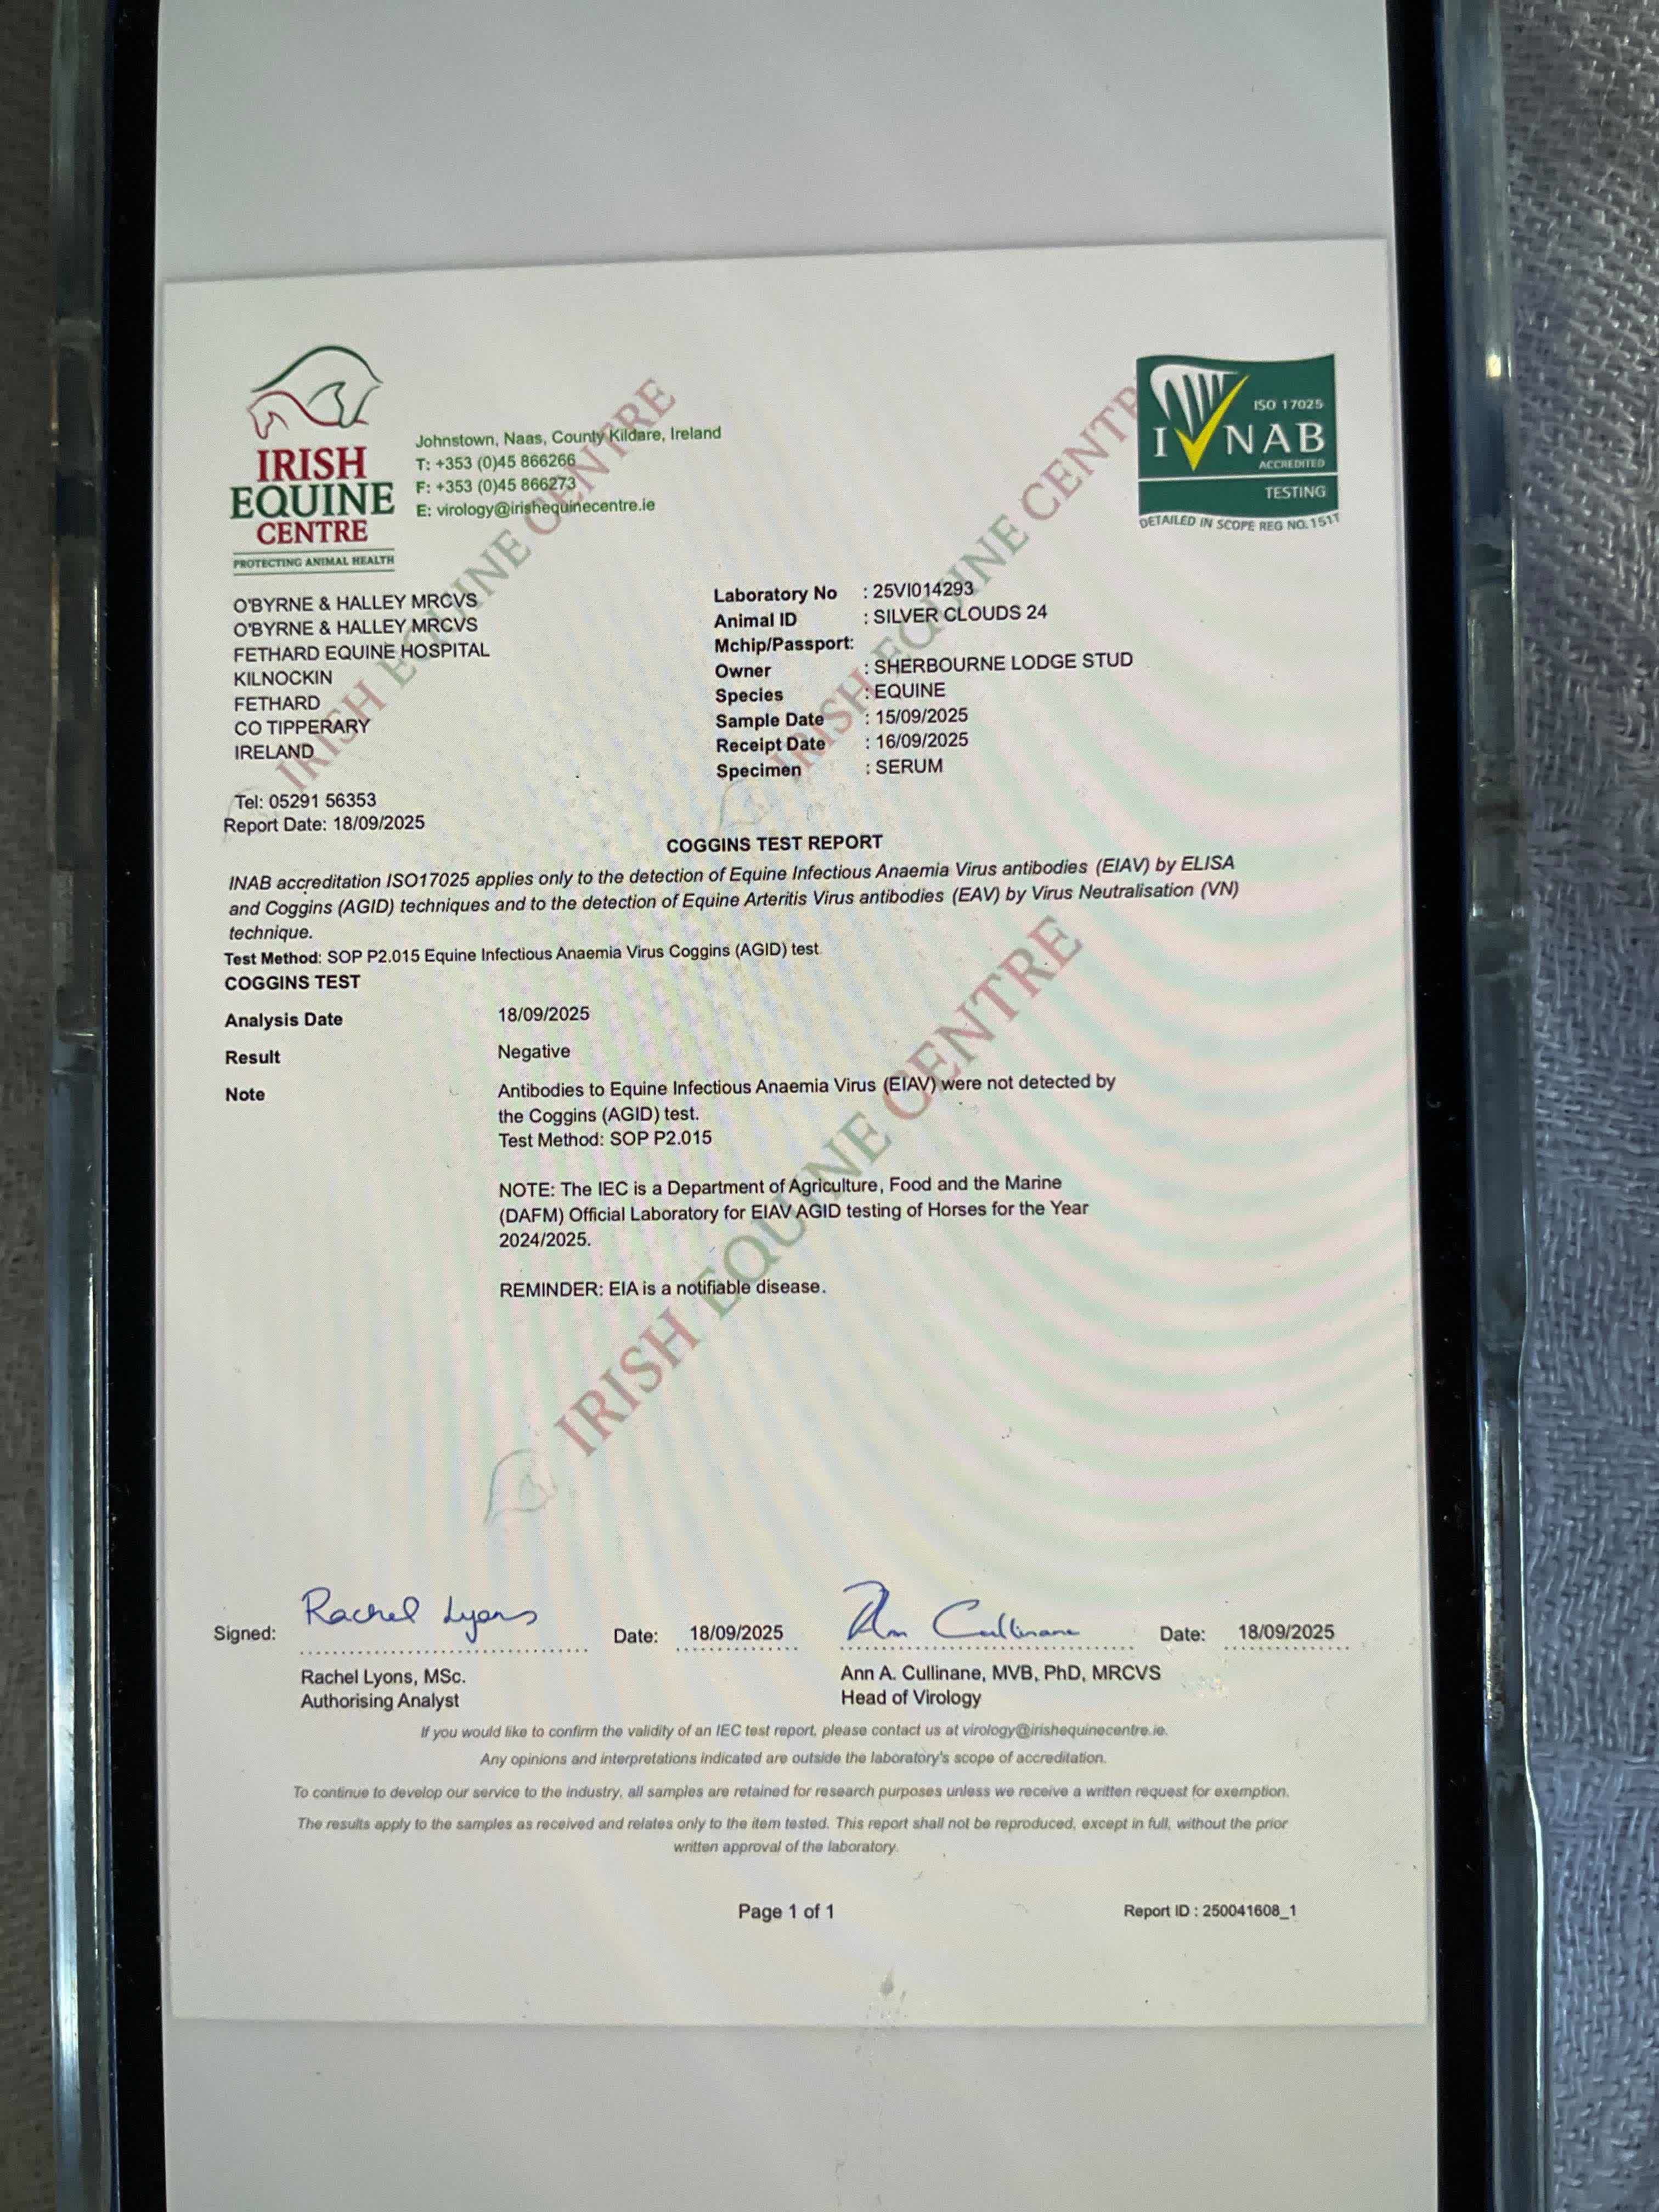 IRISH
EQUINE
CENTRE
PROTECTING ANIMAL HEALTH
Johnstown, Naas, County Kildare, Ireland
T: +353 (0)45 866266
F: +353 (0)45 866273
E: virology@irishequinecentre.ie
ISO 17025
INAB
ACCREDITED
TESTING
DETAILED IN SCOPE REG NO. 151T
O'BYRNE & HALLEY MRCVS
O'BYRNE & HALLEY MRCVS
FETHARD EQUINE HOSPITAL
KILNOCKIN
FETHARD
CO TIPPERARY
IRELAND
Tel: 05291 56353
Report Date: 18/09/2025
Laboratory No : 25VI014293
Animal ID : SILVER CLOUDS 24
Mchip/Passport:
Owner : SHERBOURNE LODGE STUD
Species : EQUINE
Sample Date : 15/09/2025
Receipt Date : 16/09/2025
Specimen : SERUM
COGGINS TEST REPORT
INAB accreditation ISO17025 applies only to the detection of Equine Infectious Anaemia Virus antibodies (EIAV) by ELISA
and Coggins (AGID) techniques and to the detection of Equine Arteritis Virus antibodies (EAV) by Virus Neutralisation (VN)
technique.
Test Method: SOP P2.015 Equine Infectious Anaemia Virus Coggins (AGID) test.
COGGINS TEST
Analysis Date 18/09/2025
Result Negative
Note Antibodies to Equine Infectious Anaemia Virus (EIAV) were not detected by
the Coggins (AGID) test.
Test Method: SOP P2.015
NOTE: The IEC is a Department of Agriculture, Food and the Marine
(DAFM) Official Laboratory for EIAV AGID testing of Horses for the Year
2024/2025.
REMINDER: EIA is a notifiable disease.
IRISH EQUINE CENTRE
IRISH EQUINE CENTRE
IRISH EQUINE CENTRE
Signed: Rachel Lyons Date: 18/09/2025 Ann Cullinane Date: 18/09/2025
Rachel Lyons, MSc. Ann A. Cullinane, MVB, PhD, MRCVS
Authorising Analyst Head of Virology
If you would like to confirm the validity of an IEC test report, please contact us at virology@irishequinecentre.ie.
Any opinions and interpretations indicated are outside the laboratory's scope of accreditation.
To continue to develop our service to the industry, all samples are retained for research purposes unless we receive a written request for exemption.
The results apply to the samples as received and relates only to the item tested. This report shall not be reproduced, except in full, without the prior
written approval of the laboratory.
Page 1 of 1 Report ID : 250041608_1